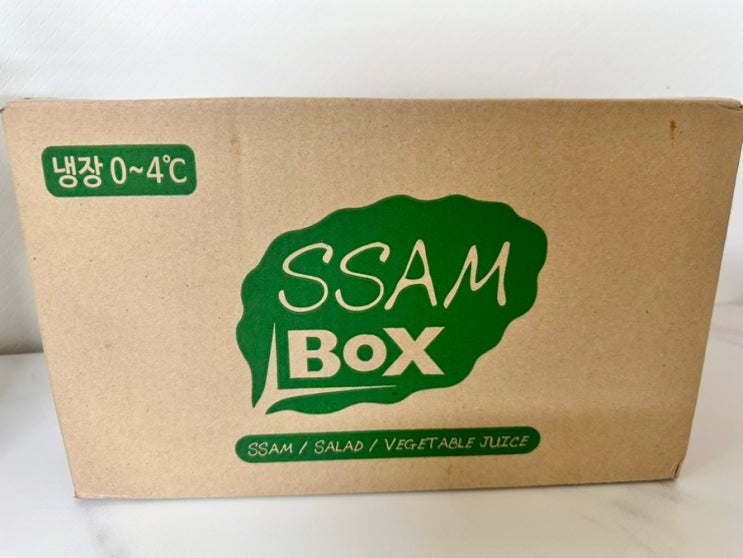 냉장 0~4℃
SSAM
BOX
SSAM / SALAD / VEGETABLE JUICE